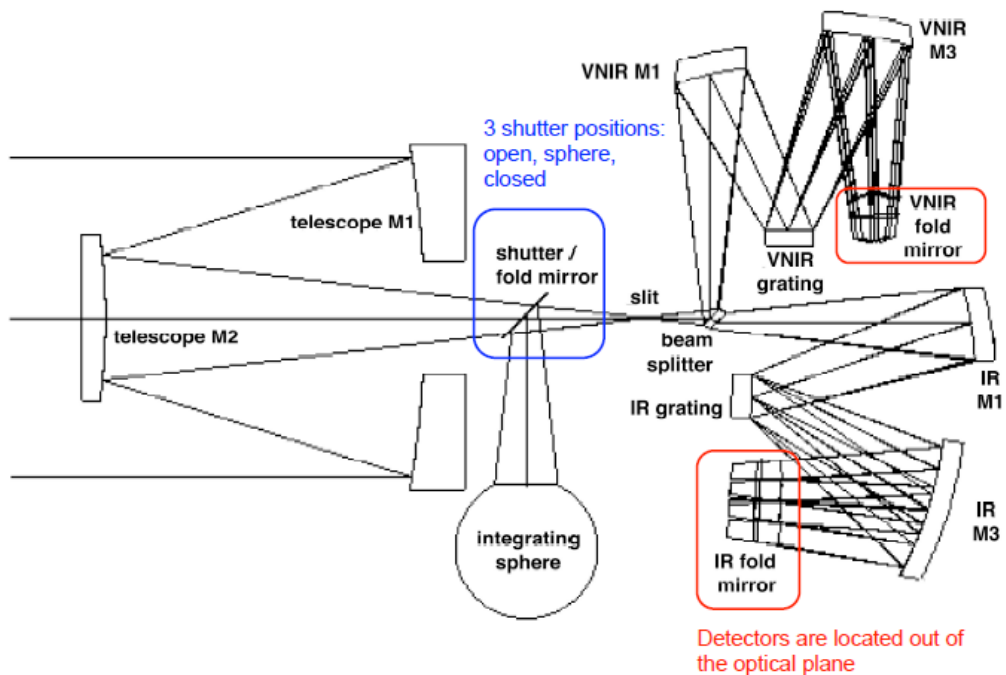 VNIR M1
VNIR
M3
3 shutter positions:
open, sphere,
closed
telescope M1
shutter /
fold mirror
VNIR
fold
mirror
VNIR
grating
slit
telescope M2
beam
splitter
IR
M1
IR grating
integrating
sphere
IR fold
mirror
IR
M3
Detectors are located out of
the optical plane